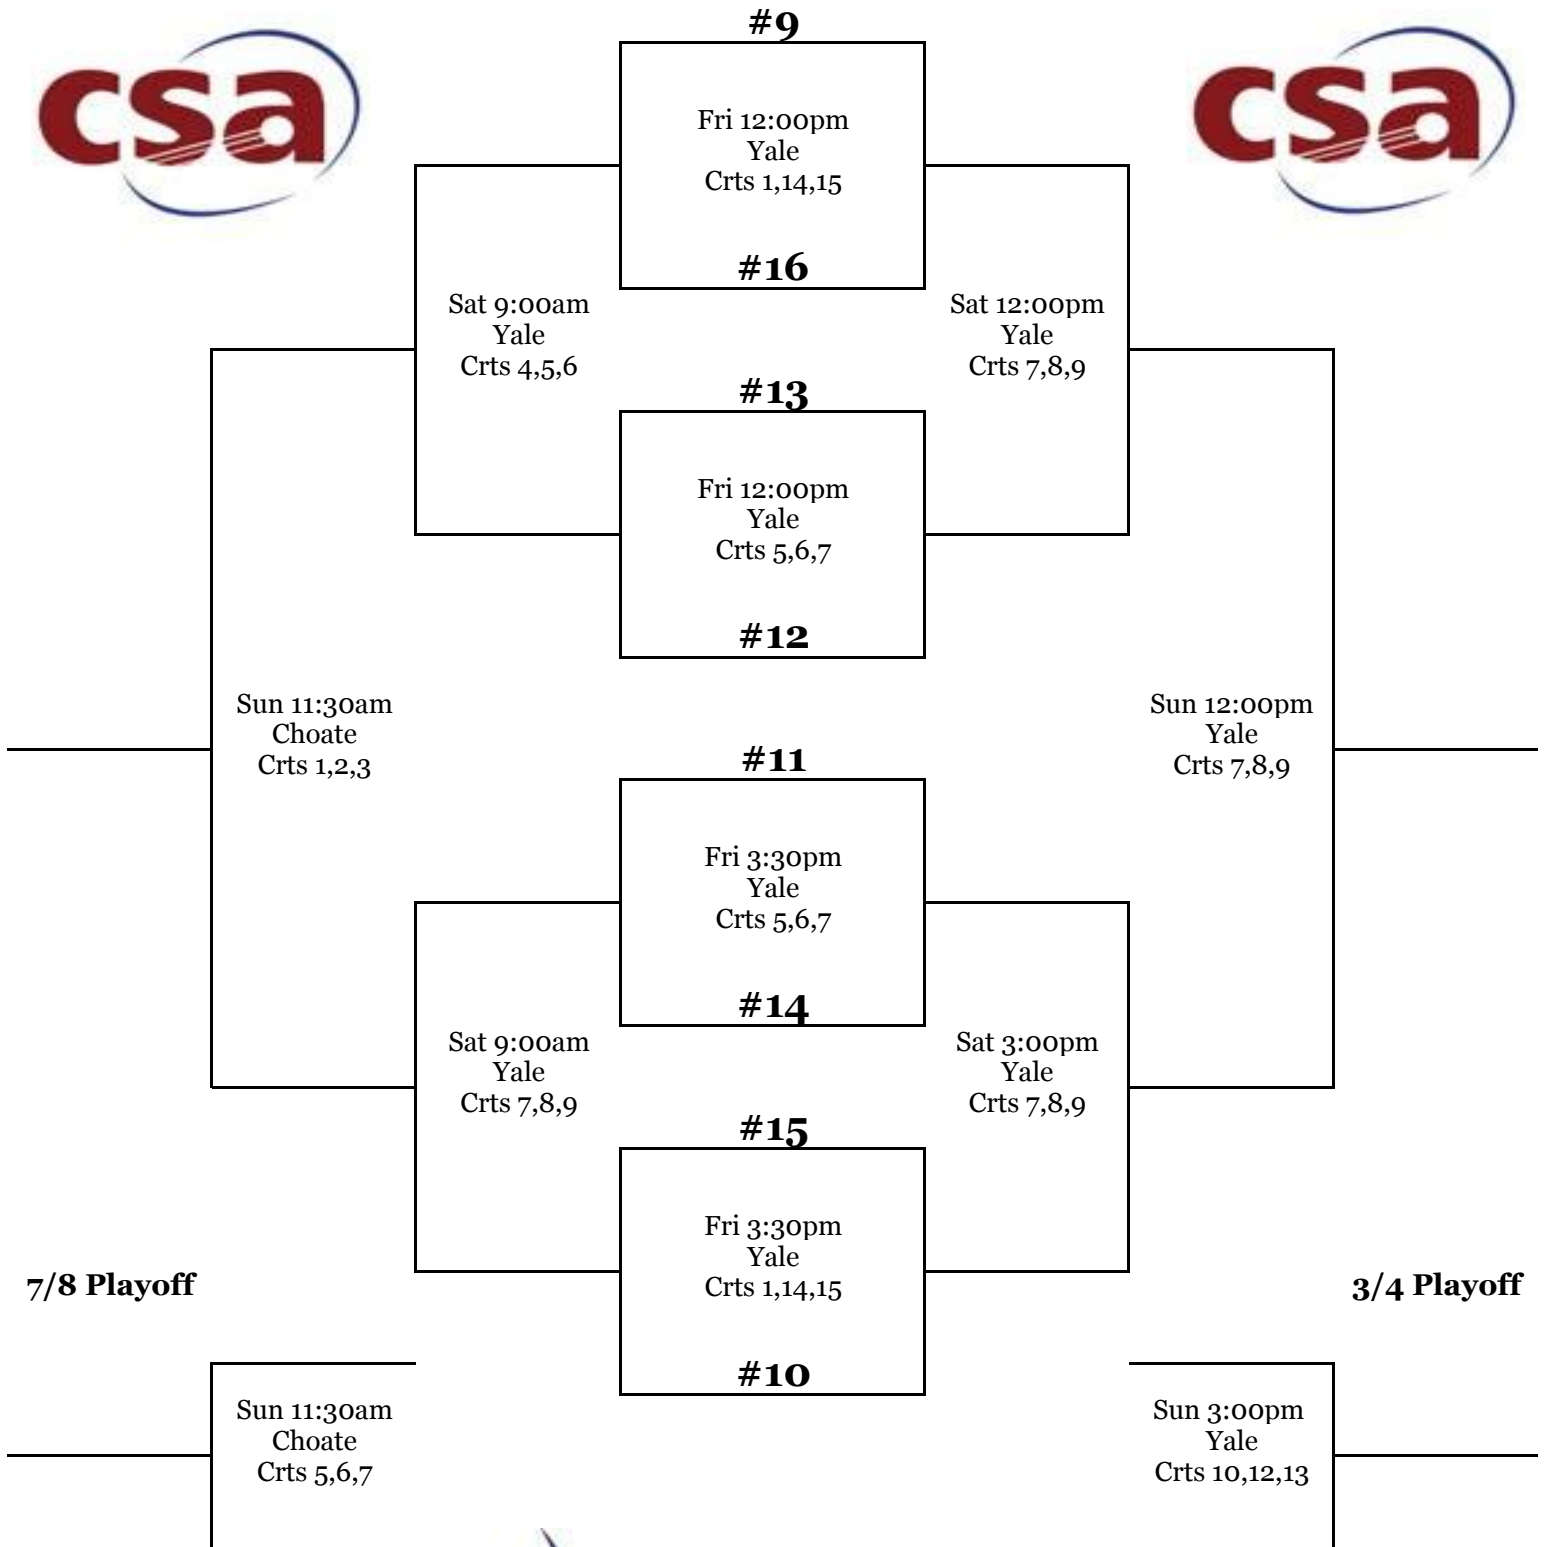 #9
csa
csa
Fri 12:00pm
Yale
Crts 1,14,15
#16
Sat 9:00am
Yale
Crts 4,5,6
Sat 12:00pm
Yale
Crts 7,8,9
#13
Fri 12:00pm
Yale
Crts 5,6,7
#12
Sun 11:30am
Choate
Crts 1,2,3
Sun 12:00pm
Yale
Crts 7,8,9
#11
Fri 3:30pm
Yale
Crts 5,6,7
#14
Sat 9:00am
Yale
Crts 7,8,9
Sat 3:00pm
Yale
Crts 7,8,9
#15
Fri 3:30pm
Yale
Crts 1,14,15
#10
7/8 Playoff
3/4 Playoff
Sun 11:30am
Choate
Crts 5,6,7
Sun 3:00pm
Yale
Crts 10,12,13